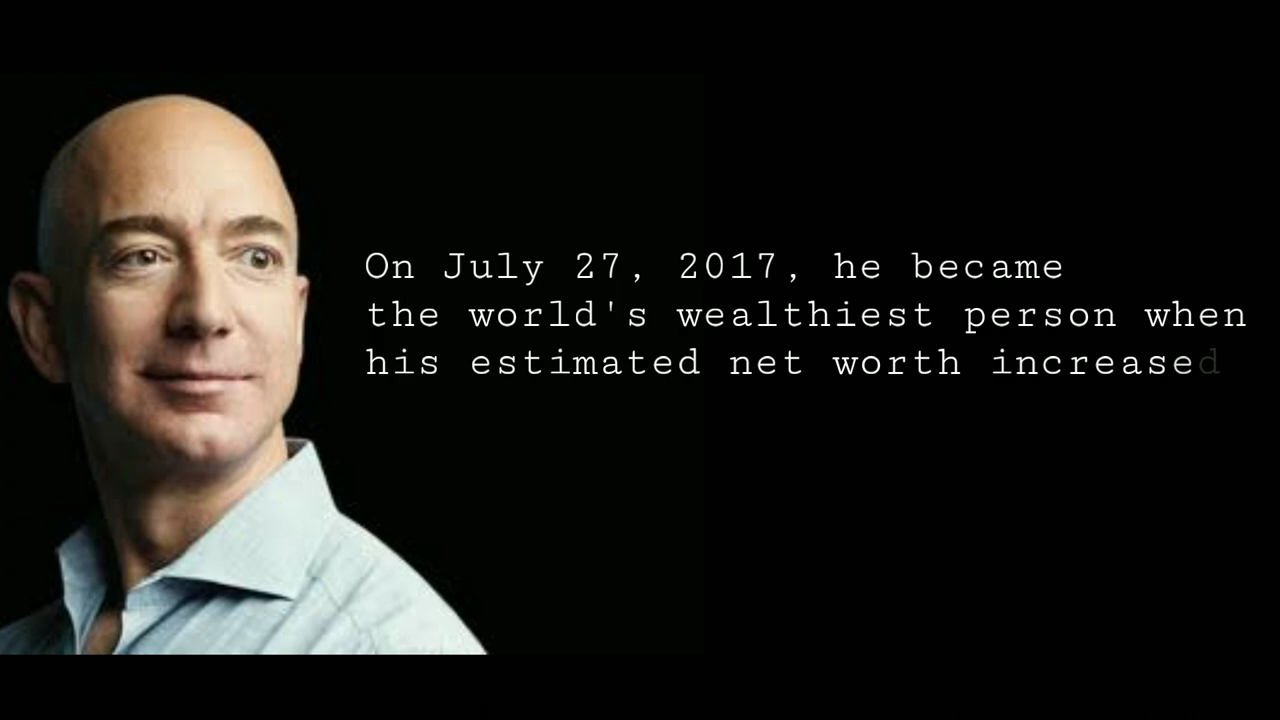 On July 27, 2017, he became
the world's wealthiest person when
his estimated net worth increased